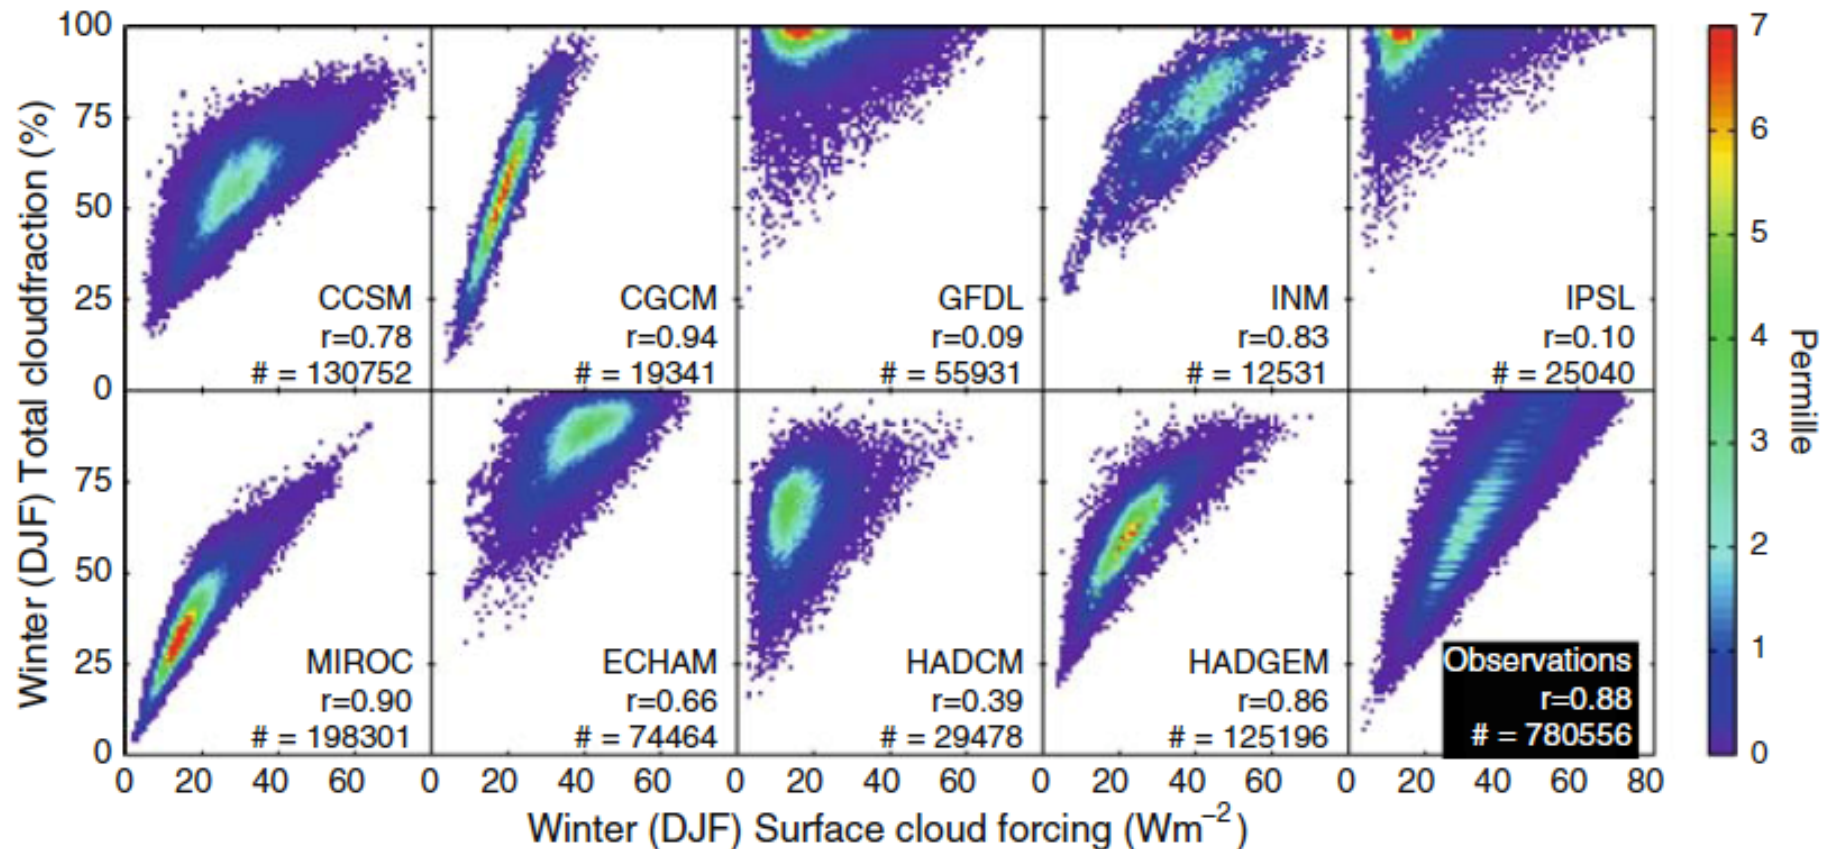 Winter (DJF) Total cloudfraction (%)
100
75
50
25
0
CCSM
r=0.78
# = 130752
CGCM
r=0.94
# = 19341
GFDL
r=0.09
# = 55931
INM
r=0.83
# = 12531
IPSL
r=0.10
# = 25040
75
50
25
0
MIROC
r=0.90
# = 198301
ECHAM
r=0.66
# = 74464
HADCM
r=0.39
# = 29478
HADGEM
r=0.86
# = 125196
Observations
r=0.88
# = 780556
0 20 40 60 0 20 40 60 0 20 40 60 0 20 40 60 0 20 40 60 80
Winter (DJF) Surface cloud forcing (Wm⁻²)
7
6
5
4
3
2
1
0
Permille